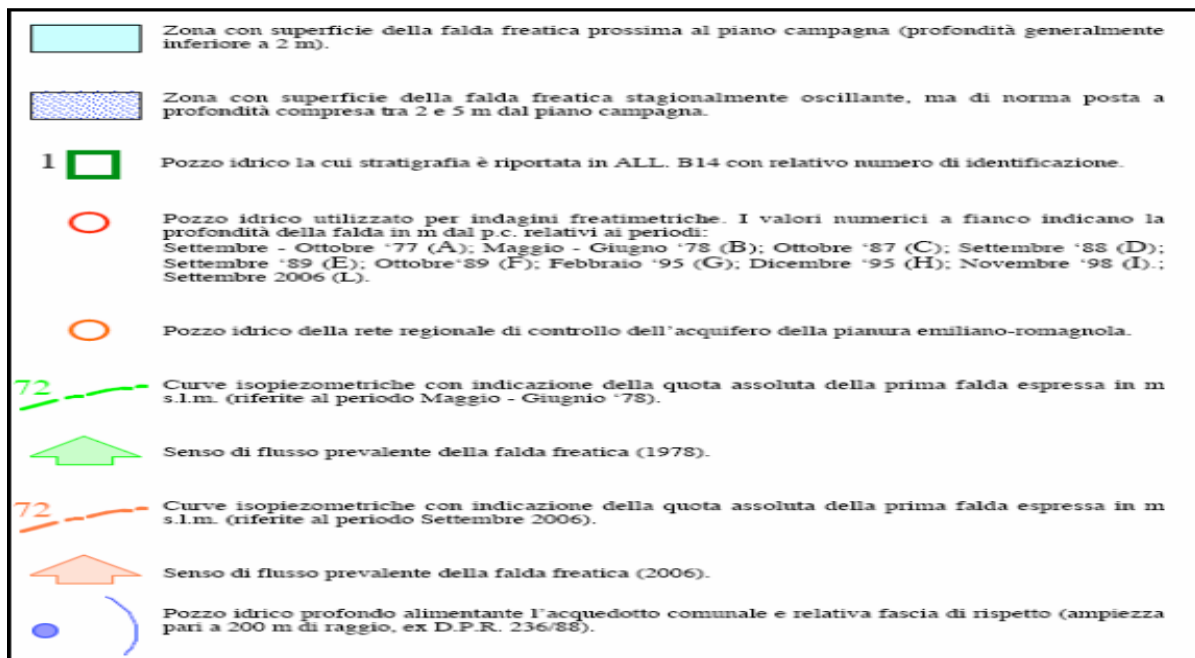 Zona con superficie della falda freatica prossima al piano campagna (profondità generalmente
inferiore a 2 m).
Zona con superficie della falda freatica stagionalmente oscillante, ma di norma posta a
profondità compresa tra 2 e 5 m dal piano campagna.
1 Pozzo idrico la cui stratigrafia è riportata in ALL. B14 con relativo numero di identificazione.
Pozzo idrico utilizzato per indagini freatimetriche. I valori numerici a fianco indicano la
profondità della falda in m dal p.c. relativi ai periodi:
Settembre - Ottobre ‘77 (A); Maggio - Giugno ‘78 (B); Ottobre ‘87 (C); Settembre ‘88 (D);
Settembre ‘89 (E); Ottobre‘89 (F); Febbraio ‘95 (G); Dicembre ‘95 (H); Novembre ‘98 (I).;
Settembre 2006 (L).
Pozzo idrico della rete regionale di controllo dell’acquifero della pianura emiliano-romagnola.
72 Curve isopiezometriche con indicazione della quota assoluta della prima falda espressa in m
s.l.m. (riferite al periodo Maggio - Giugnio ‘78).
Senso di flusso prevalente della falda freatica (1978).
72 Curve isopiezometriche con indicazione della quota assoluta della prima falda espressa in m
s.l.m. (riferite al periodo Settembre 2006).
Senso di flusso prevalente della falda freatica (2006).
Pozzo idrico profondo alimentante l’acquedotto comunale e relativa fascia di rispetto (ampiezza
pari a 200 m di raggio, ex D.P.R. 236/88).